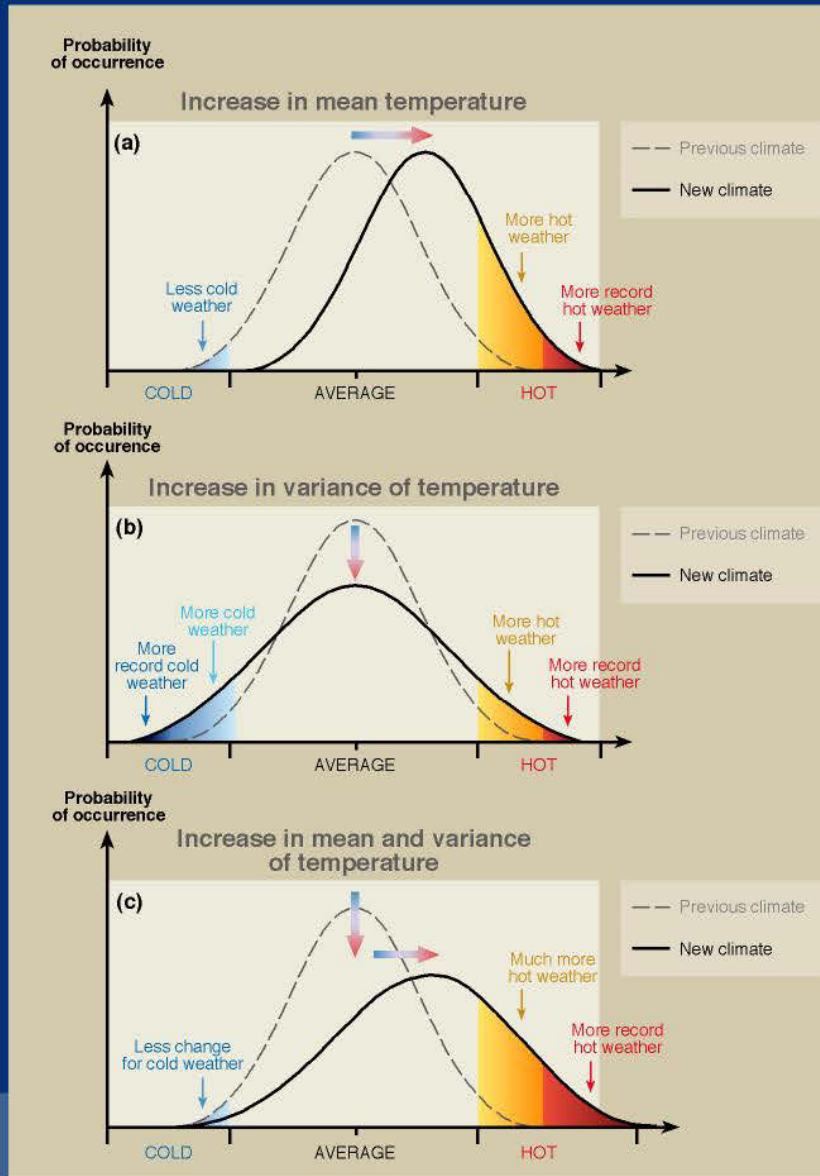 Probability
of occurrence
Increase in mean temperature
(a)
Previous climate
New climate
More hot
weather
Less cold
weather
More record
hot weather
COLD
AVERAGE
HOT
Probability
of occurence
Increase in variance of temperature
(b)
Previous climate
New climate
More cold
weather
More
record cold
weather
More hot
weather
More record
hot weather
COLD
AVERAGE
HOT
Probability
of occurrence
Increase in mean and variance
of temperature
(c)
Previous climate
New climate
Much more
hot weather
Less change
for cold weather
More record
hot weather
COLD
AVERAGE
HOT